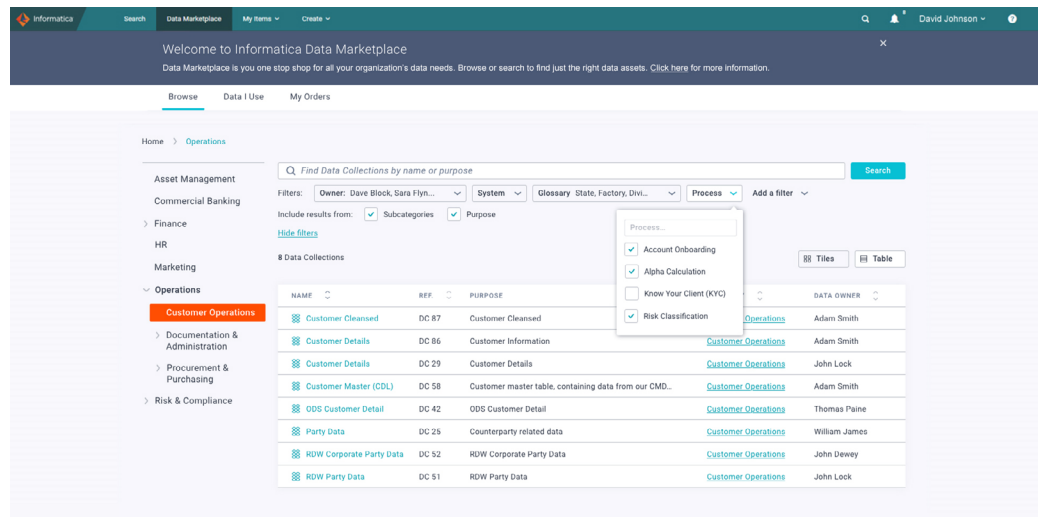 Informatica Search Data Marketplace My Items Create David Johnson ?
Welcome to Informatica Data Marketplace
Data Marketplace is you one stop shop for all your organization's data needs. Browse or search to find just the right data assets. Click here for more information.
Browse Data I Use My Orders
Home > Operations
Asset Management
Commercial Banking
Finance
HR
Marketing
Operations
Customer Operations
Documentation &
Administration
Procurement &
Purchasing
Risk & Compliance
Find Data Collections by name or purpose Search
Filters: Owner: Dave Block, Sara Flyn... System Glossary State, Factory, Divi... Process Add a filter
Include results from: Subcategories Purpose
Hide filters
8 Data Collections Tiles Table
Process...
Account Onboarding
Alpha Calculation
Know Your Client (KYC)
Risk Classification
NAME REF. PURPOSE DATA OWNER
Customer Cleansed DC 87 Customer Cleansed Operations Adam Smith
Customer Details DC 86 Customer Information Customer Operations Adam Smith
Customer Details DC 29 Customer Details Customer Operations John Lock
Customer Master (CDL) DC 58 Customer master table, containing data from our CMD... Customer Operations Adam Smith
ODS Customer Detail DC 42 ODS Customer Detail Customer Operations Thomas Paine
Party Data DC 25 Counterparty related data Customer Operations William James
RDW Corporate Party Data DC 52 RDW Corporate Party Data Customer Operations John Dewey
RDW Party Data DC 51 RDW Party Data Customer Operations John Lock